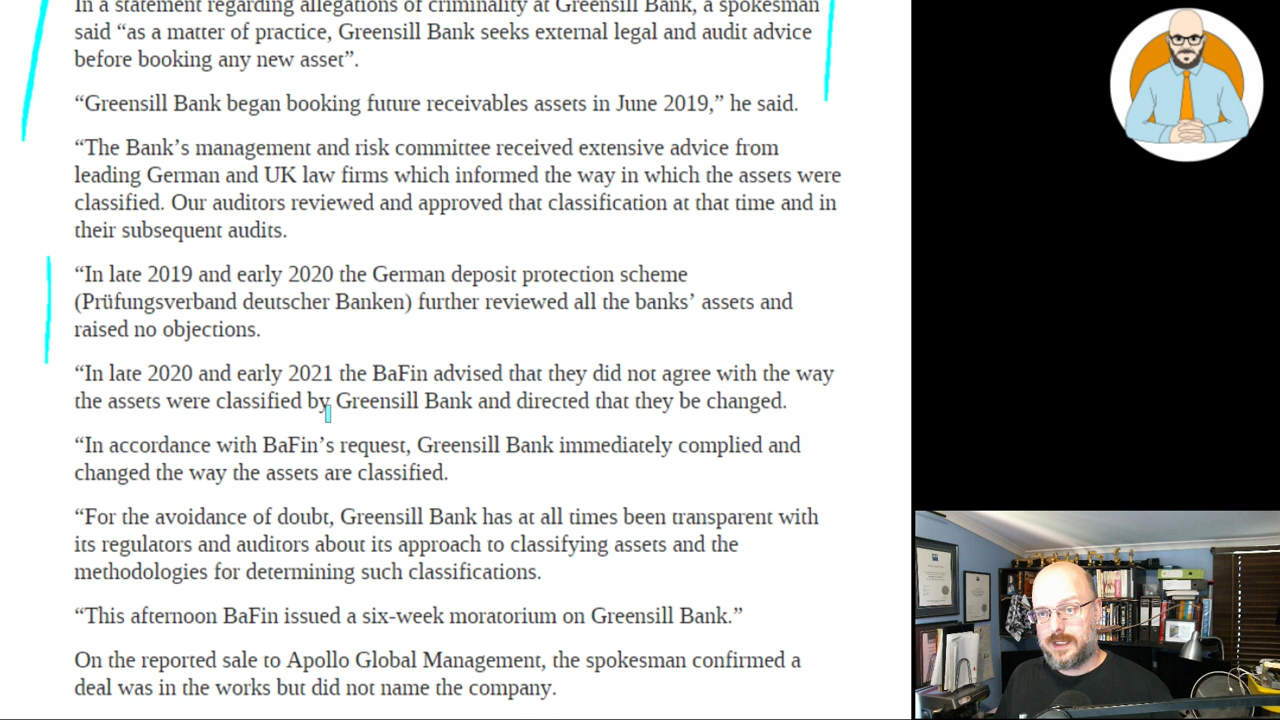 In a statement regarding allegations of criminality at Greensill Bank, a spokesman
said “as a matter of practice, Greensill Bank seeks external legal and audit advice
before booking any new asset”.
“Greensill Bank began booking future receivables assets in June 2019,” he said.
“The Bank’s management and risk committee received extensive advice from
leading German and UK law firms which informed the way in which the assets were
classified. Our auditors reviewed and approved that classification at that time and in
their subsequent audits.
“In late 2019 and early 2020 the German deposit protection scheme
(Prüfungsverband deutscher Banken) further reviewed all the banks’ assets and
raised no objections.
“In late 2020 and early 2021 the BaFin advised that they did not agree with the way
the assets were classified by Greensill Bank and directed that they be changed.
“In accordance with BaFin’s request, Greensill Bank immediately complied and
changed the way the assets are classified.
“For the avoidance of doubt, Greensill Bank has at all times been transparent with
its regulators and auditors about its approach to classifying assets and the
methodologies for determining such classifications.
“This afternoon BaFin issued a six-week moratorium on Greensill Bank.”
On the reported sale to Apollo Global Management, the spokesman confirmed a
deal was in the works but did not name the company.